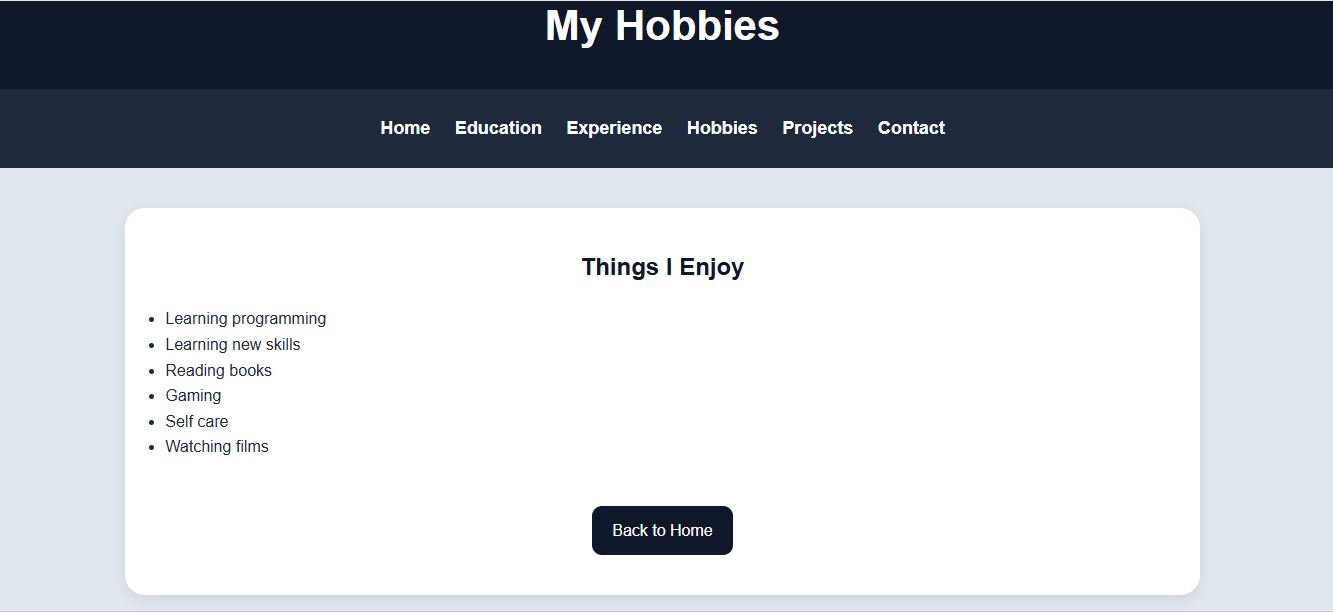 My Hobbies
Home Education Experience Hobbies Projects Contact
Things I Enjoy
Learning programming
Learning new skills
Reading books
Gaming
Self care
Watching films
Back to Home